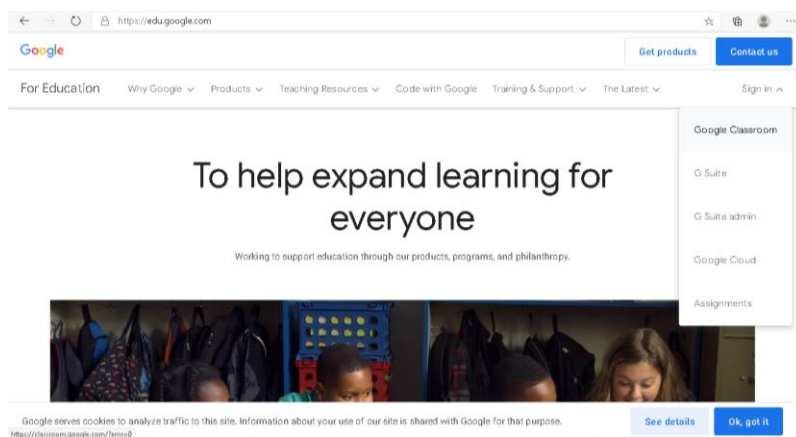 https://edu.google.com
Google
Get products
Contact us
For Education
Why Google
Products
Teaching Resources
Code with Google
Training & Support
The Latest
Sign in
Google Classroom
G Suite
G Suite admin
Google Cloud
Assignments
To help expand learning for
everyone
Working to support education through our products, programs, and philanthropy.
Google serves cookies to analyze traffic to this site. Information about your use of our site is shared with Google for that purpose.
See details
Ok, got it